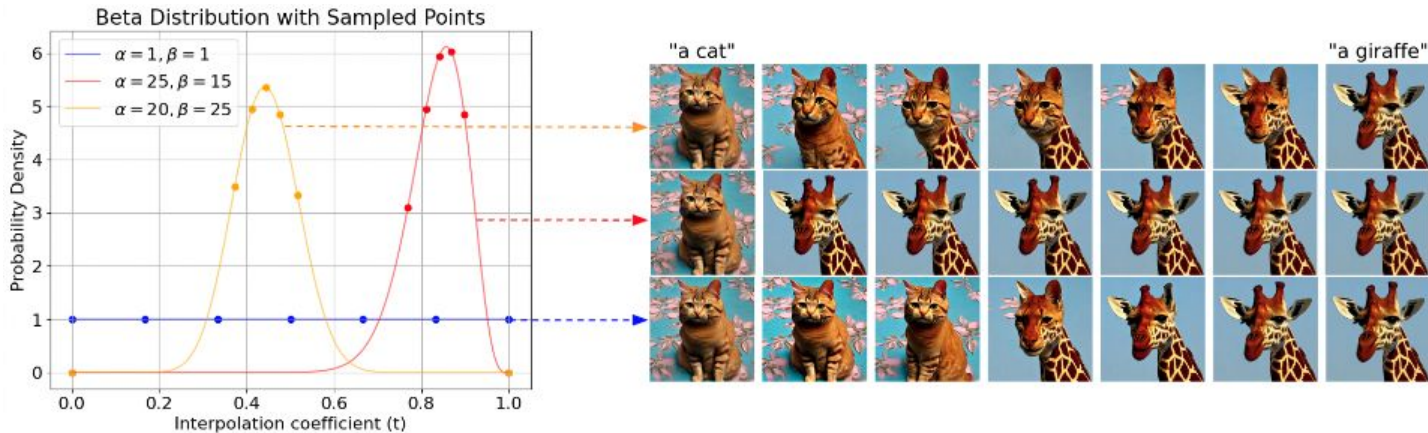 Beta Distribution with Sampled Points
Probability Density
6
5
4
3
2
1
0
α = 1, β = 1
α = 25, β = 15
α = 20, β = 25
0.0 0.2 0.4 0.6 0.8 1.0
Interpolation coefficient (t)
"a cat" "a giraffe"